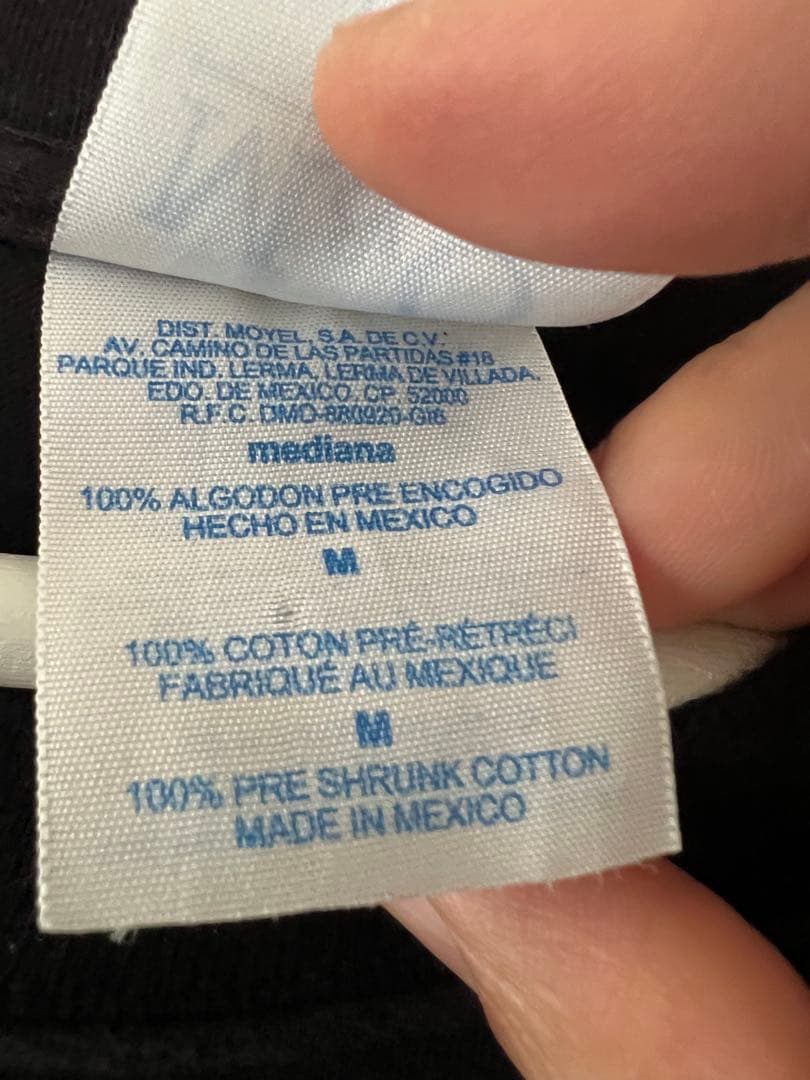 DIST. MOYEL, S.A. DE C.V.
AV. CAMINO DE LAS PARTIDAS #18
PARQUE IND. LERMA, LERMA DE VILLADA.
EDO. DE MEXICO. CP. 52000
R.F.C.
mediana
100% ALGODON PRE ENCOGIDO
HECHO EN MEXICO
M
100% COTON PRÉ-RÉTRÉCI
FABRIQUÉ AU MEXIQUE
M
100% PRE SHRUNK COTTON
MADE IN MEXICO